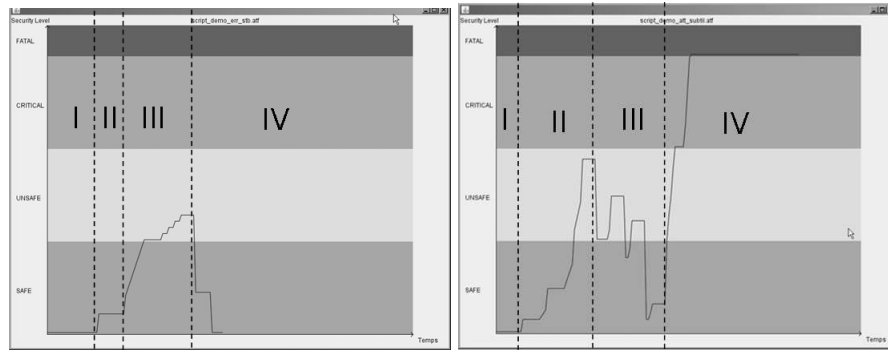 Security Level
script_demo_err_stb.atf
FATAL
CRITICAL
UNSAFE
SAFE
I
II
III
IV
Temps
Security Level
script_demo_att_subtil.atf
FATAL
CRITICAL
UNSAFE
SAFE
I
II
III
IV
Temps